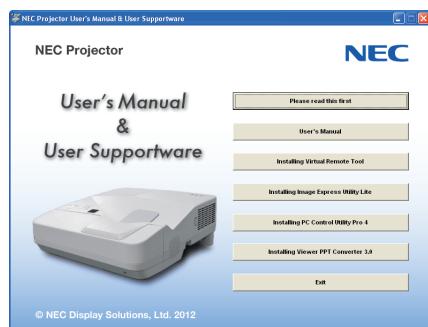 NEC Projector User's Manual & User Supportware
NEC Projector
NEC
User's Manual
&
User Supportware
Please read this first
User's Manual
Installing Virtual Remote Tool
Installing Image Express Utility Lite
Installing PC Control Utility Pro 4
Installing Viewer PPT Converter 3.0
Exit
© NEC Display Solutions, Ltd. 2012